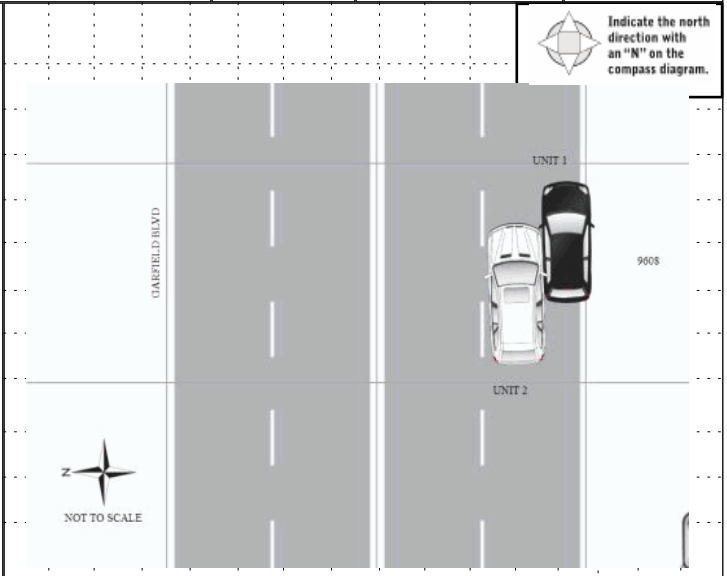 Indicate the north
direction with
an “N” on the
compass diagram.
UNIT 1
GARFIELD BLVD
960S
UNIT 2
N
NOT TO SCALE